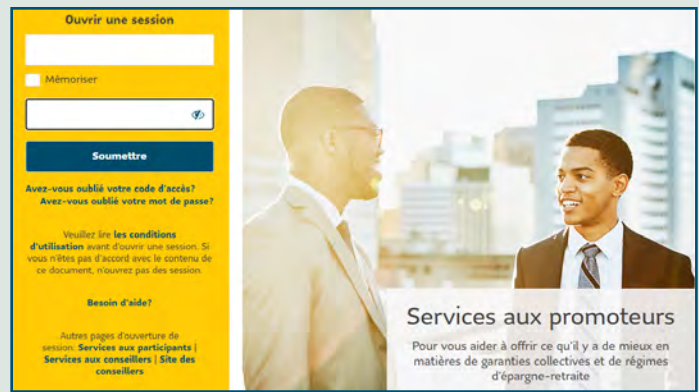 Ouvrir une session
Mémoriser
Soumettre
Avez-vous oublié votre code d'accès?
Avez-vous oublié votre mot de passe?
Veuillez lire les conditions
d'utilisation avant d'ouvrir une session. Si
vous n'êtes pas d'accord avec le contenu de
ce document, n'ouvrez pas des session.
Besoin d'aide?
Autres pages d'ouverture de
session: Services aux participants |
Services aux conseillers | Site des
conseillers
Services aux promoteurs
Pour vous aider à offrir ce qu'il y a de mieux en
matières de garanties collectives et de régimes
d'épargne-retraite